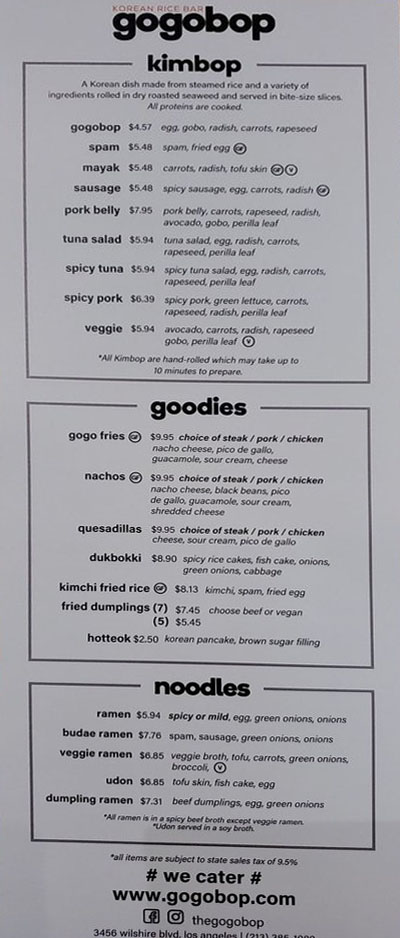 KOREAN RICE BAR
gogobop
kimbop
A Korean dish made from steamed rice and a variety of
ingredients rolled in dry roasted seaweed and served in bite-size slices.
All proteins are cooked.
gogobop $4.57 egg, gobo, radish, carrots, rapeseed
spam $5.48 spam, fried egg GF
mayak $5.48 carrots, radish, tofu skin GF V
sausage $5.48 spicy sausage, egg, carrots, radish GF
pork belly $7.95 pork belly, carrots, rapeseed, radish,
avocado, gobo, perilla leaf
tuna salad $5.94 tuna salad, egg, radish, carrots,
rapeseed, perilla leaf
spicy tuna $5.94 spicy tuna salad, egg, radish, carrots,
rapeseed, perilla leaf
spicy pork $6.39 spicy pork, green lettuce, carrots,
rapeseed, radish, perilla leaf
veggie $5.94 avocado, carrots, radish, rapeseed
gobo, perilla leaf V
*All Kimbop are hand-rolled which may take up to
10 minutes to prepare.
goodies
gogo fries GF $9.95 choice of steak / pork / chicken
nacho cheese, pico de gallo,
guacamole, sour cream, cheese
nachos GF $9.95 choice of steak / pork / chicken
nacho cheese, black beans, pico
de gallo, guacamole, sour cream,
shredded cheese
quesadillas $9.95 choice of steak / pork / chicken
cheese, sour cream, pico de gallo
dukbokki $8.90 spicy rice cakes, fish cake, onions,
green onions, cabbage
kimchi fried rice GF $8.13 kimchi, spam, fried egg
fried dumplings (7) $7.45 choose beef or vegan
(5) $5.45
hotteok $2.50 korean pancake, brown sugar filling
noodles
ramen $5.94 spicy or mild, egg, green onions, onions
budae ramen $7.76 spam, sausage, green onions, onion
veggie ramen $6.85 veggie broth, tofu, carrots, green onions,
broccoli, V
udon $6.85 tofu skin, fish cake, egg
dumpling ramen $7.31 beef dumplings, egg, green onions
*All ramen is in a spicy beef broth except veggie ramen.
*Udon served in a soy broth.
*all items are subject to state sales tax of 9.5%
# we cater #
www.gogobop.com
thegogobop
3456 wilshire blvd. los angeles | (213)